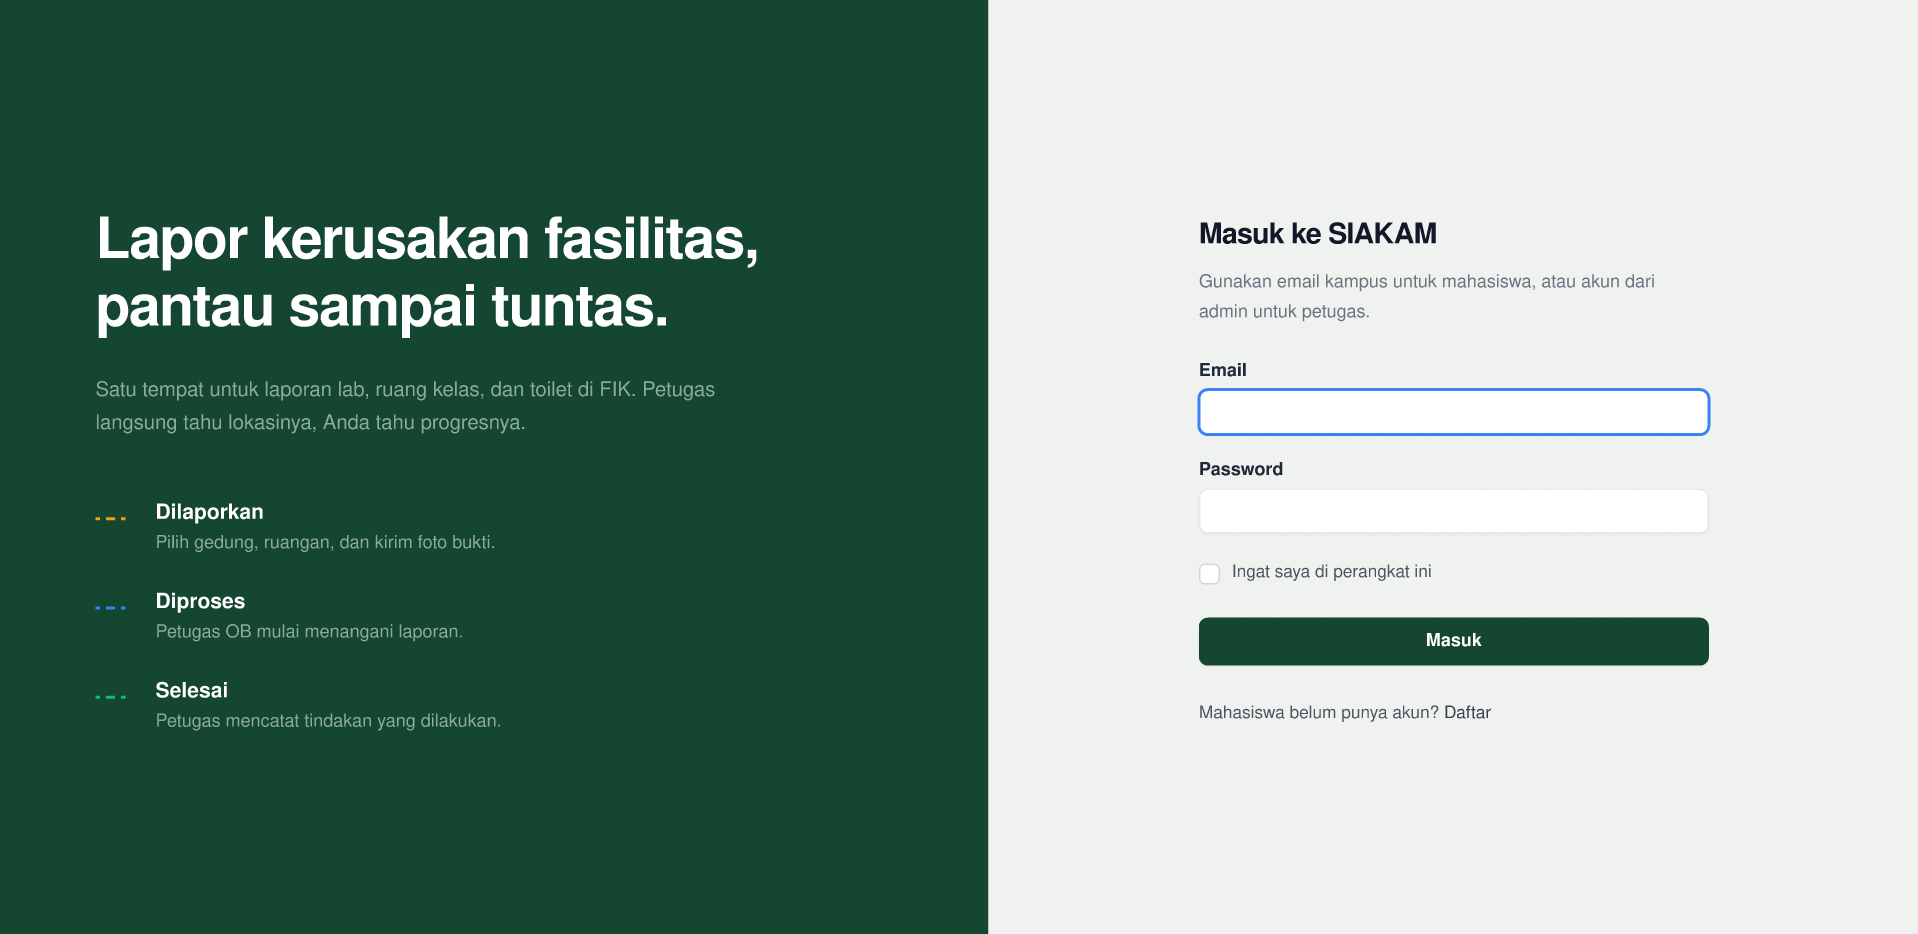 Lapor kerusakan fasilitas,
pantau sampai tuntas.
Satu tempat untuk laporan lab, ruang kelas, dan toilet di FIK. Petugas
langsung tahu lokasinya, Anda tahu progresnya.
Dilaporkan
Pilih gedung, ruangan, dan kirim foto bukti.
Diproses
Petugas OB mulai menangani laporan.
Selesai
Petugas mencatat tindakan yang dilakukan.
Masuk ke SIAKAM
Gunakan email kampus untuk mahasiswa, atau akun dari
admin untuk petugas.
Email
Password
Ingat saya di perangkat ini
Masuk
Mahasiswa belum punya akun? Daftar